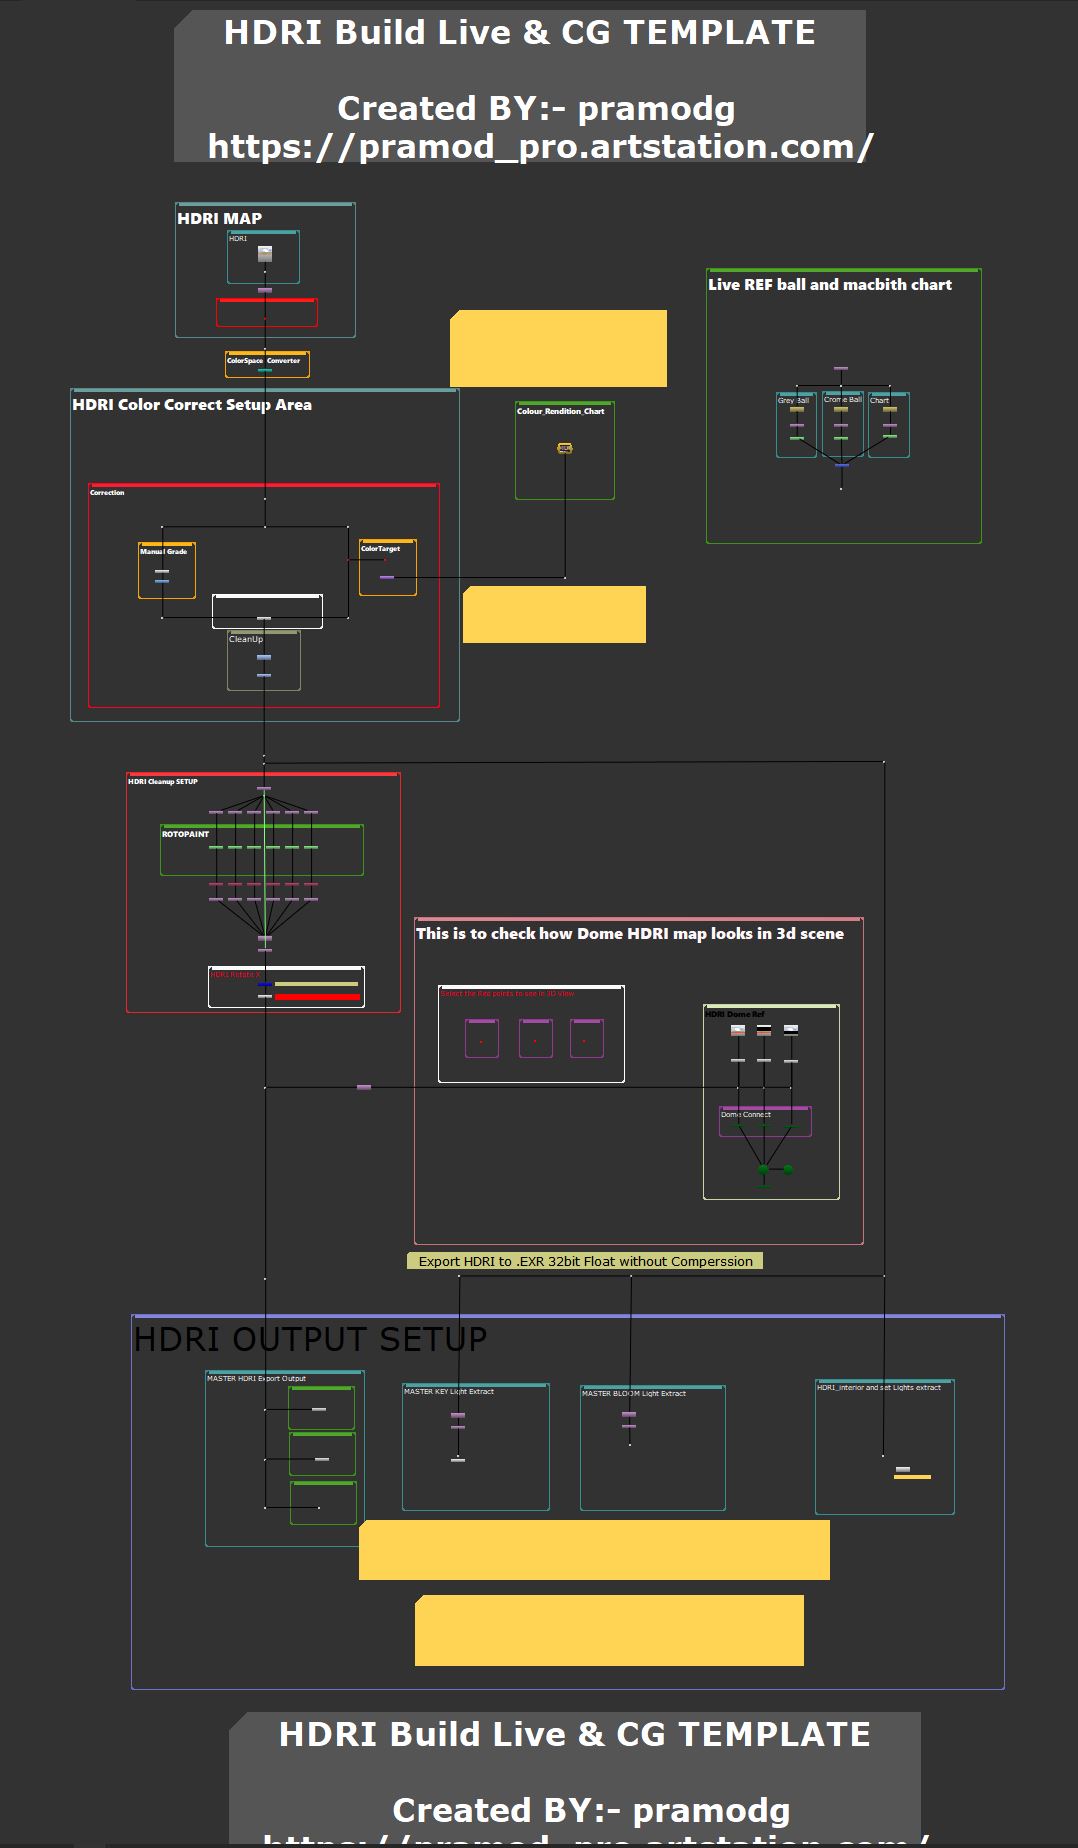 HDRI Build Live & CG TEMPLATE
Created BY:- pramodg
https://pramod_pro.artstation.com/
HDRI MAP
HDRI
Live REF ball and macbith chart
ColorSpace Converter
Grey Ball
Crome Ball
Chart
HDRI Color Correct Setup Area
Colour_Rendition_Chart
Correction
Manual Grade
ColorTarget
CleanUp
HDRI Cleanup SETUP
ROTOPAINT
HDRI Rotate X
This is to check how Dome HDRI map looks in 3d scene
Select the Red points to see in 3D View
HDRI Dome Ref
Dome Connect
Export HDRI to .EXR 32bit Float without Comperssion
HDRI OUTPUT SETUP
MASTER HDRI Export Output
MASTER KEY Light Extract
MASTER BLOOM Light Extract
HDRI_interior and set Lights extract
HDRI Build Live & CG TEMPLATE
Created BY:- pramodg
https://pramod_pro.artstation.com/